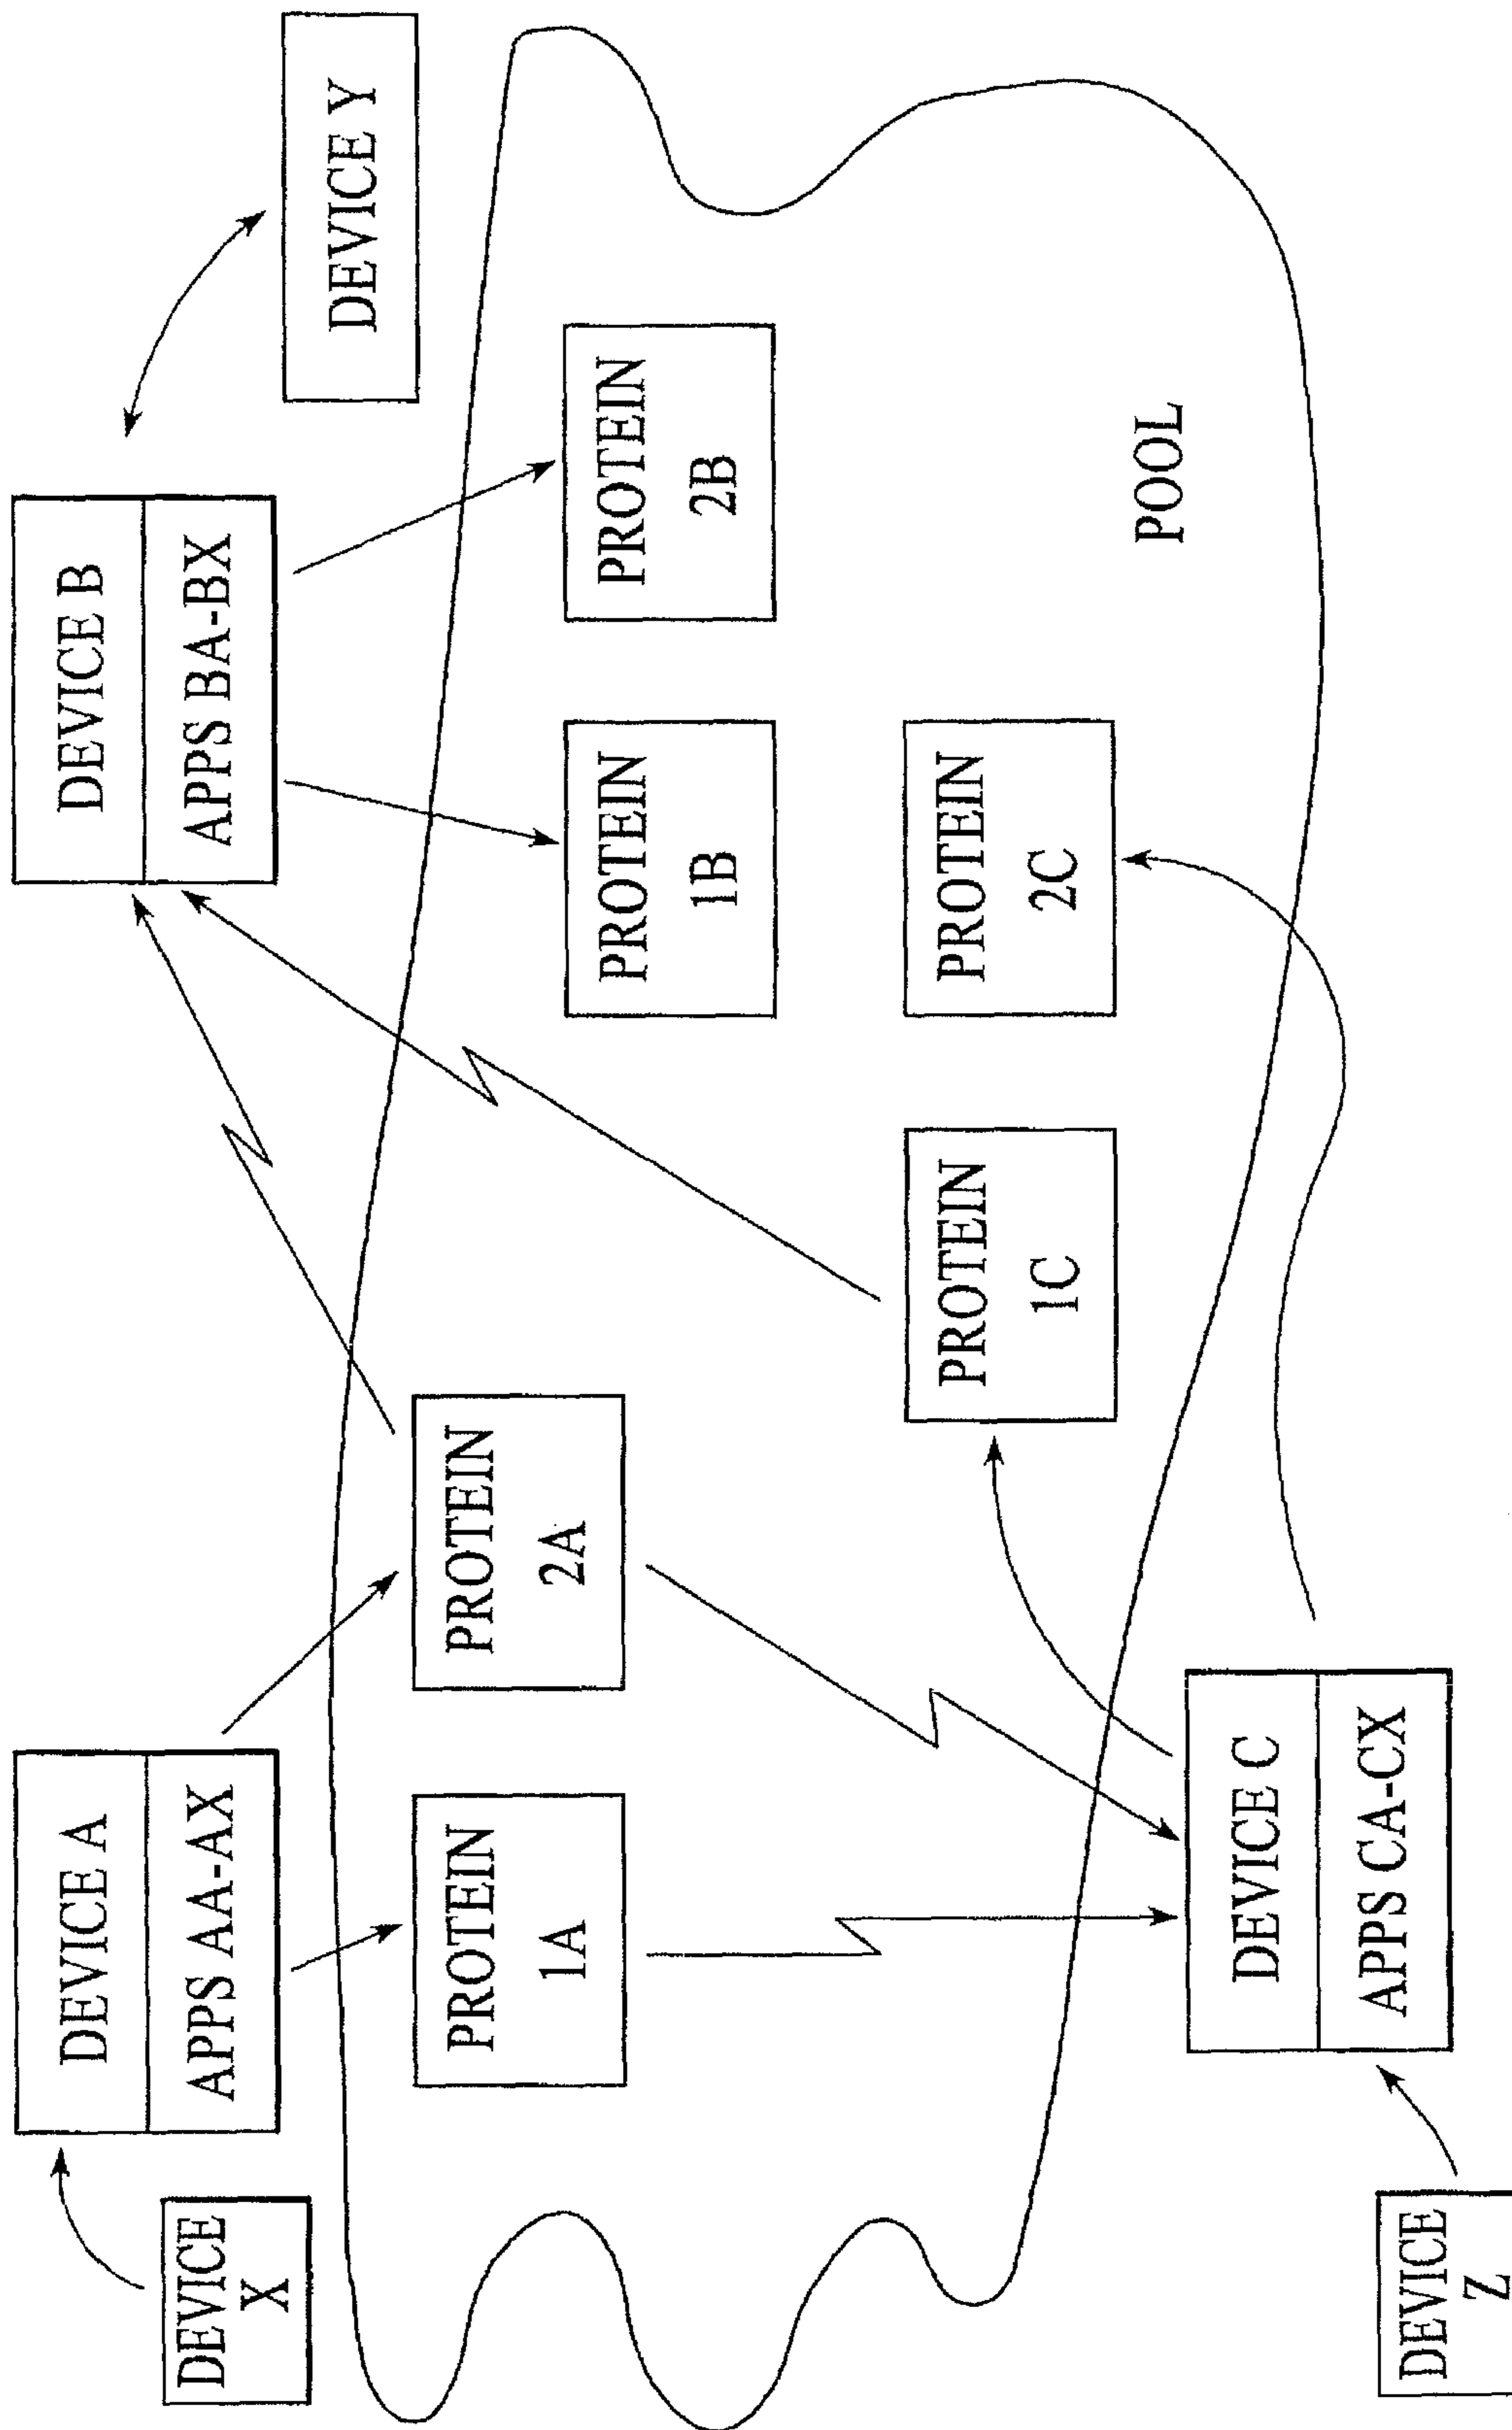 DEVICE
X
DEVICE A
APPS AA-AX
DEVICE B
APPS BA-BX
DEVICE Y
PROTEIN
1A
PROTEIN
2A
PROTEIN
1B
PROTEIN
2B
PROTEIN
1C
PROTEIN
2C
POOL
DEVICE C
APPS CA-CX
DEVICE
Z